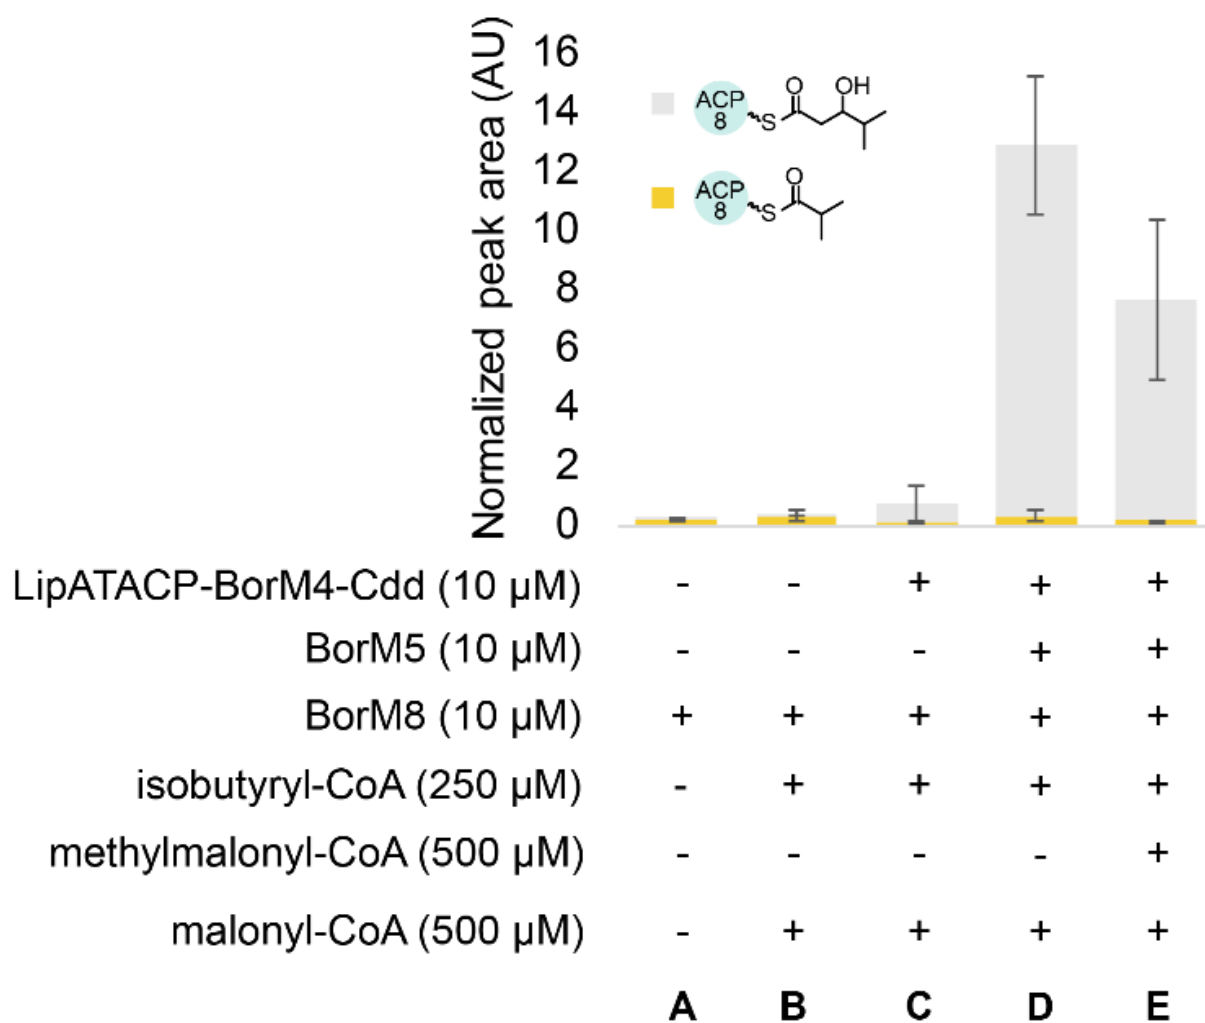 Normalized peak area (AU)
16
14
12
10
8
6
4
2
0
ACP
8
S
O
OH
ACP
8
S
O
LipATACP-BorM4-Cdd (10 µM) - - + + +
BorM5 (10 µM) - - - + +
BorM8 (10 µM) + + + + +
isobutyryl-CoA (250 µM) - + + + +
methylmalonyl-CoA (500 µM) - - - - +
malonyl-CoA (500 µM) - + + + +
A B C D E